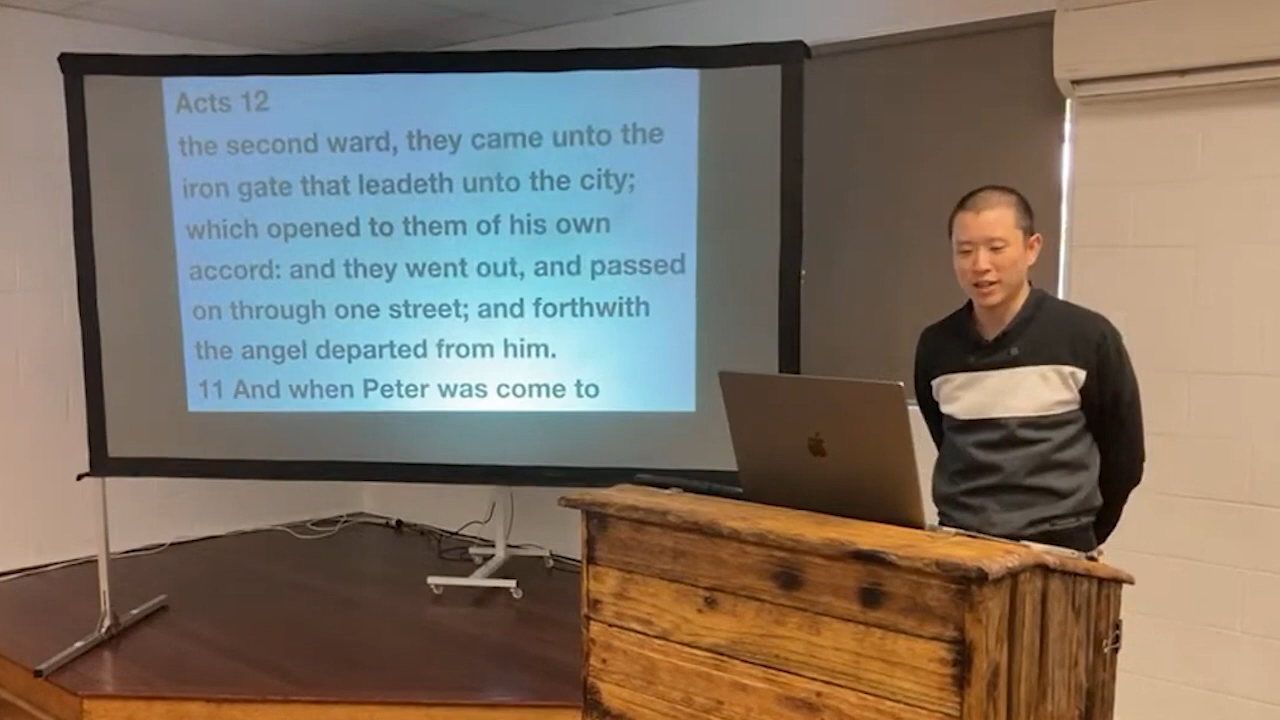 Acts 12
the second ward, they came unto the
iron gate that leadeth unto the city;
which opened to them of his own
accord: and they went out, and passed
on through one street; and forthwith
the angel departed from him.
11 And when Peter was come to